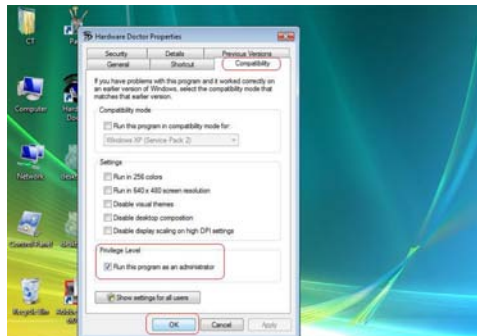 CT
Hardware Doctor Properties
Security
Details
Previous Versions
General
Shortcut
Compatibility
If you have problems with this program and it worked correctly on
an earlier version of Windows, select the compatibility mode that
matches that earlier version.
Compatibility mode
Run this program in compatibility mode for:
Windows XP (Service Pack 2)
Settings
Run in 256 colors
Run in 640 x 480 screen resolution
Disable visual themes
Disable desktop composition
Disable display scaling on high DPI settings
Privilege Level
Run this program as an administrator
Show settings for all users
OK
Cancel
Apply
Computer
Network
Control Panel
Recycle Bin